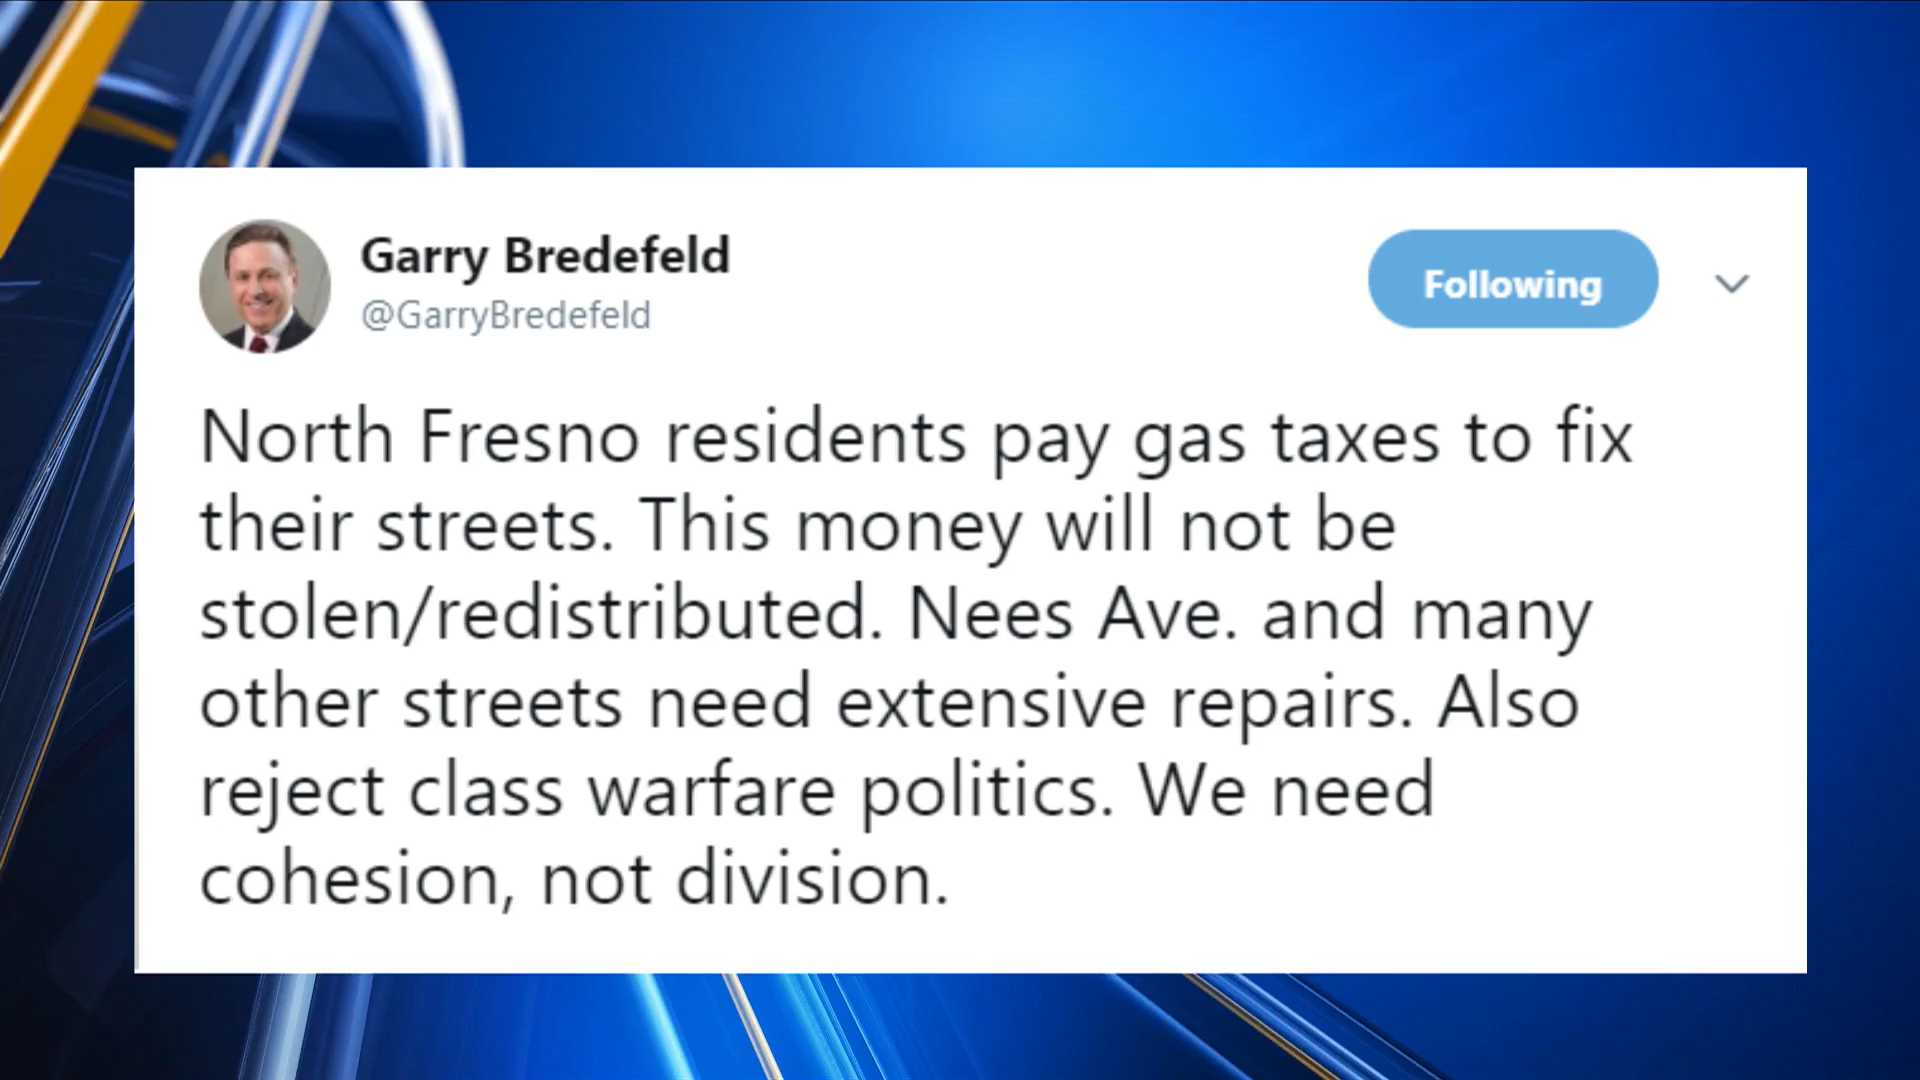 Garry Bredefeld
@GarryBredefeld
Following
North Fresno residents pay gas taxes to fix
their streets. This money will not be
stolen/redistributed. Nees Ave. and many
other streets need extensive repairs. Also
reject class warfare politics. We need
cohesion, not division.